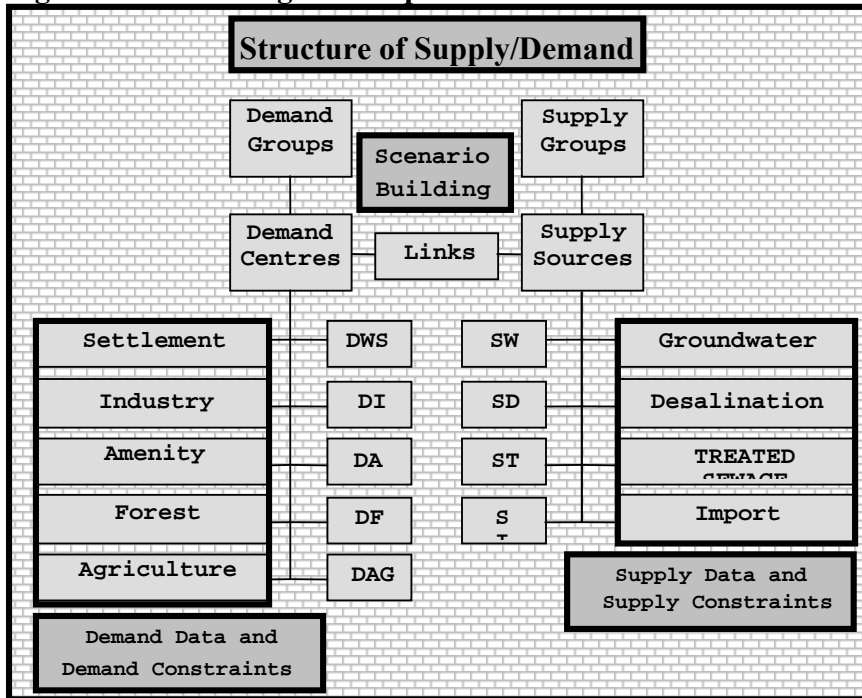 Structure of Supply/Demand
Demand
Groups
Supply
Groups
Scenario
Building
Demand
Centres
Links
Supply
Sources
Settlement
DWS
SW
Groundwater
Industry
DI
SD
Desalination
Amenity
DA
ST
TREATED
SEWAGE
Forest
DF
S
Import
Agriculture
DAG
Supply Data and
Supply Constraints
Demand Data and
Demand Constraints